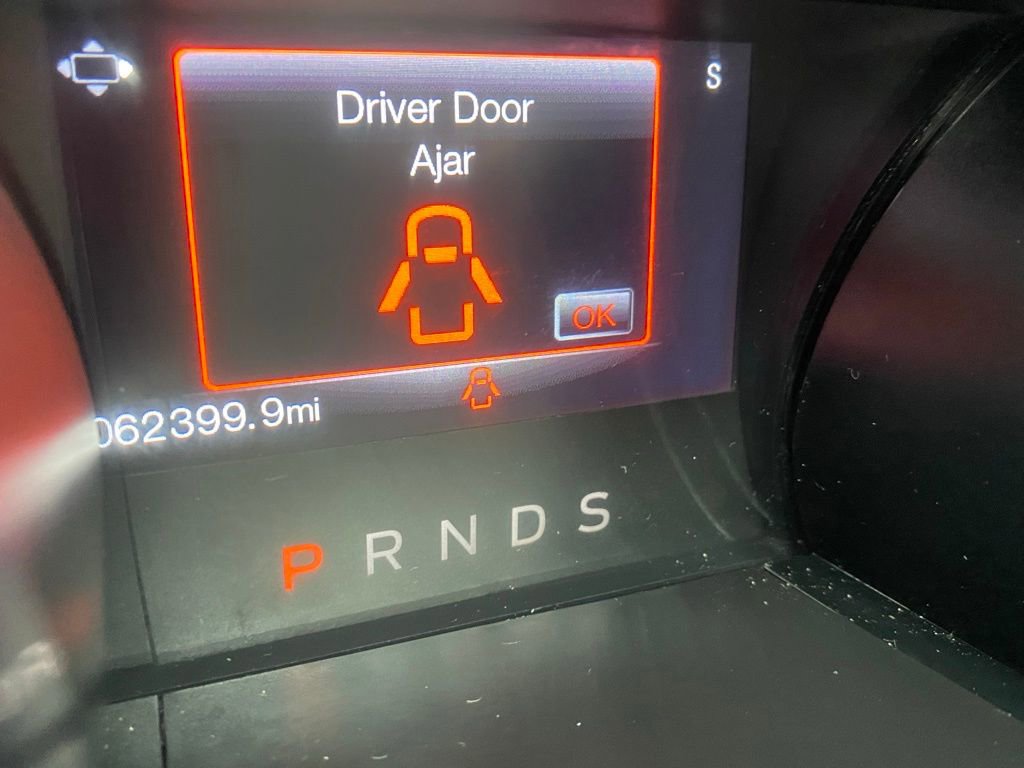 S
Driver Door
Ajar
OK
062399.9mi
P R N D S